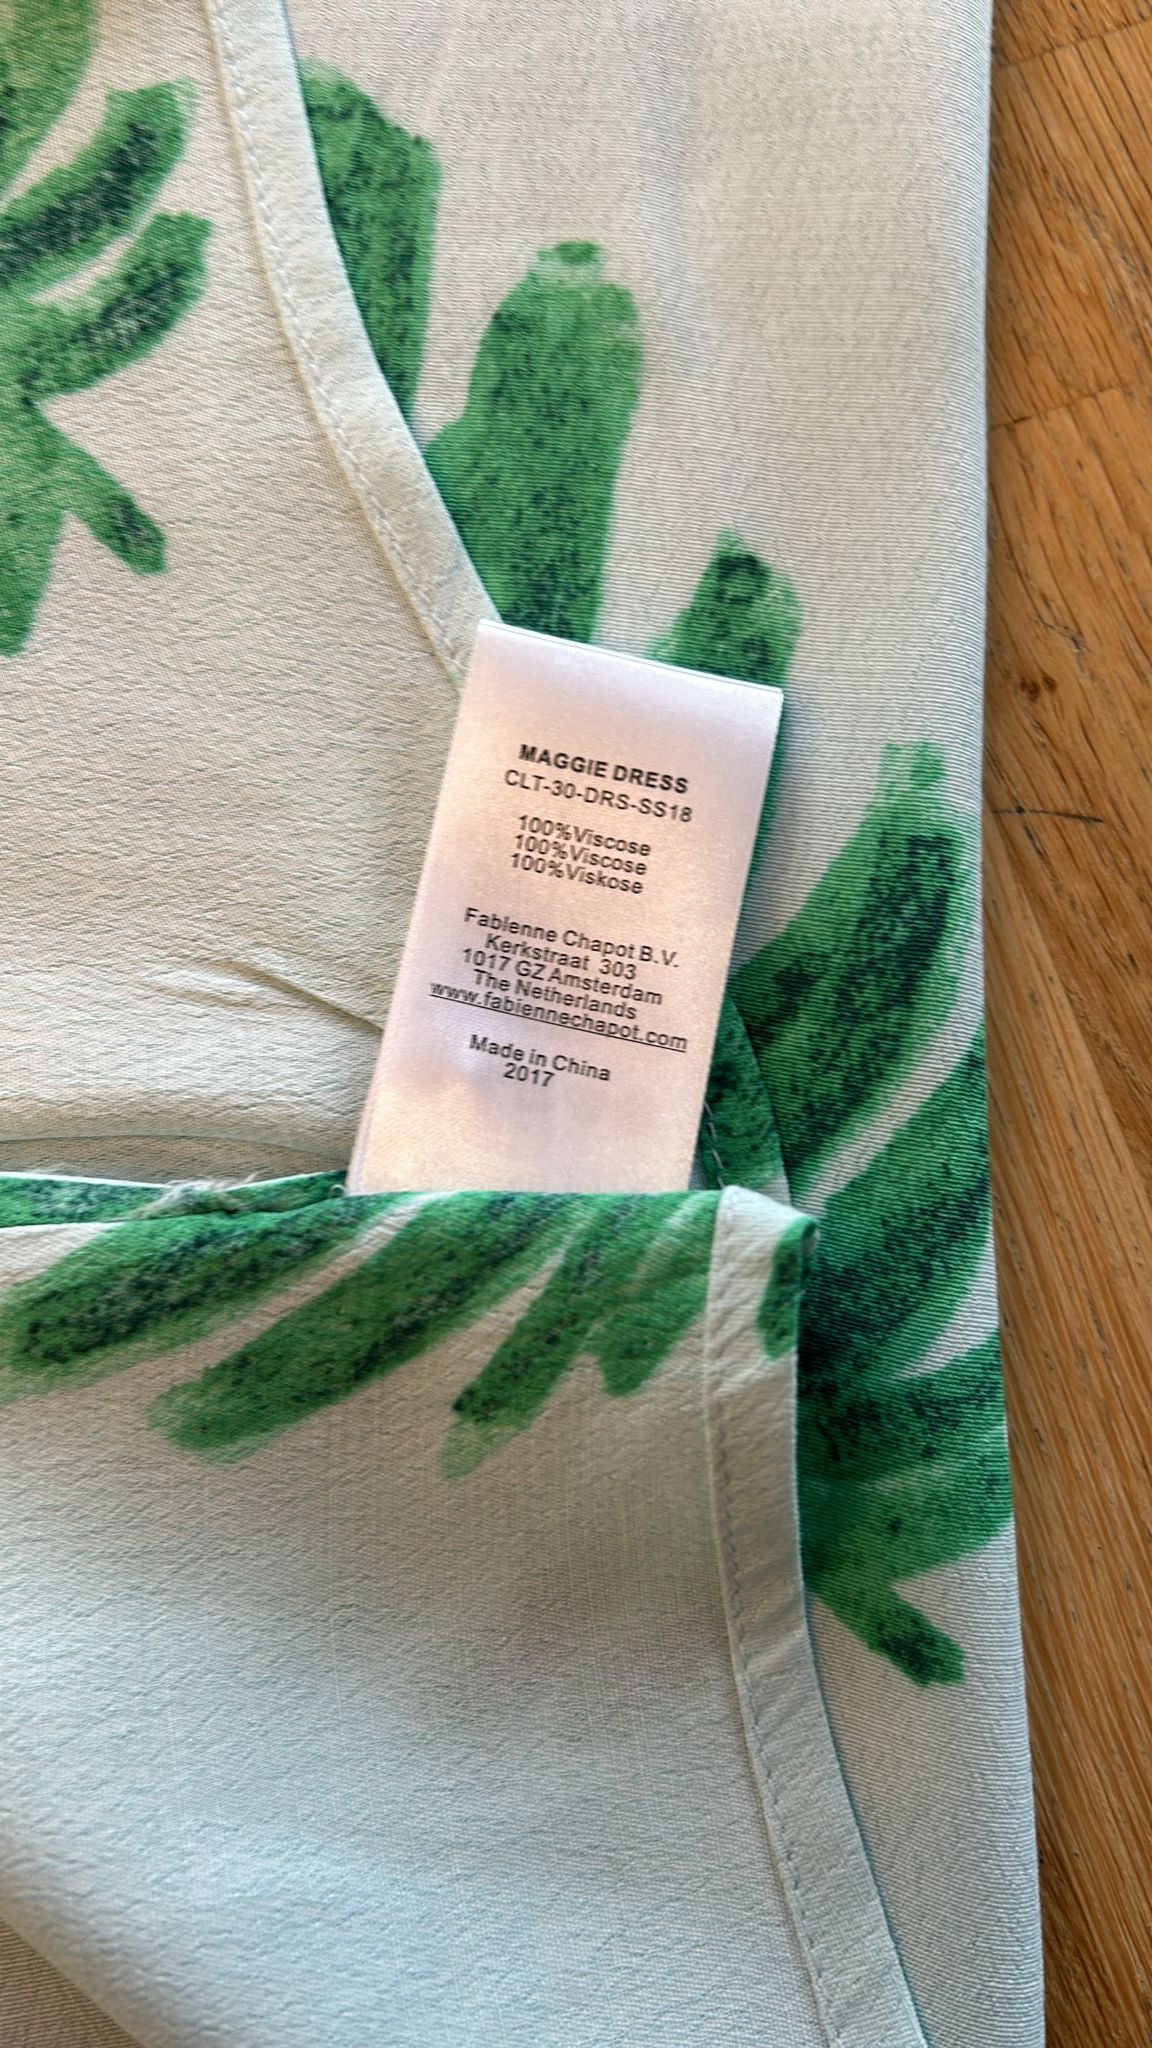 MAGGIE DRESS
CLT-30-DRS-SS18
100%Viscose
100%Viscose
100%Viskose
Fabienne Chapot B.V.
Kerkstraat 303
1017 GZ Amsterdam
The Netherlands
www.fabiennechapot.com
Made in China
2017